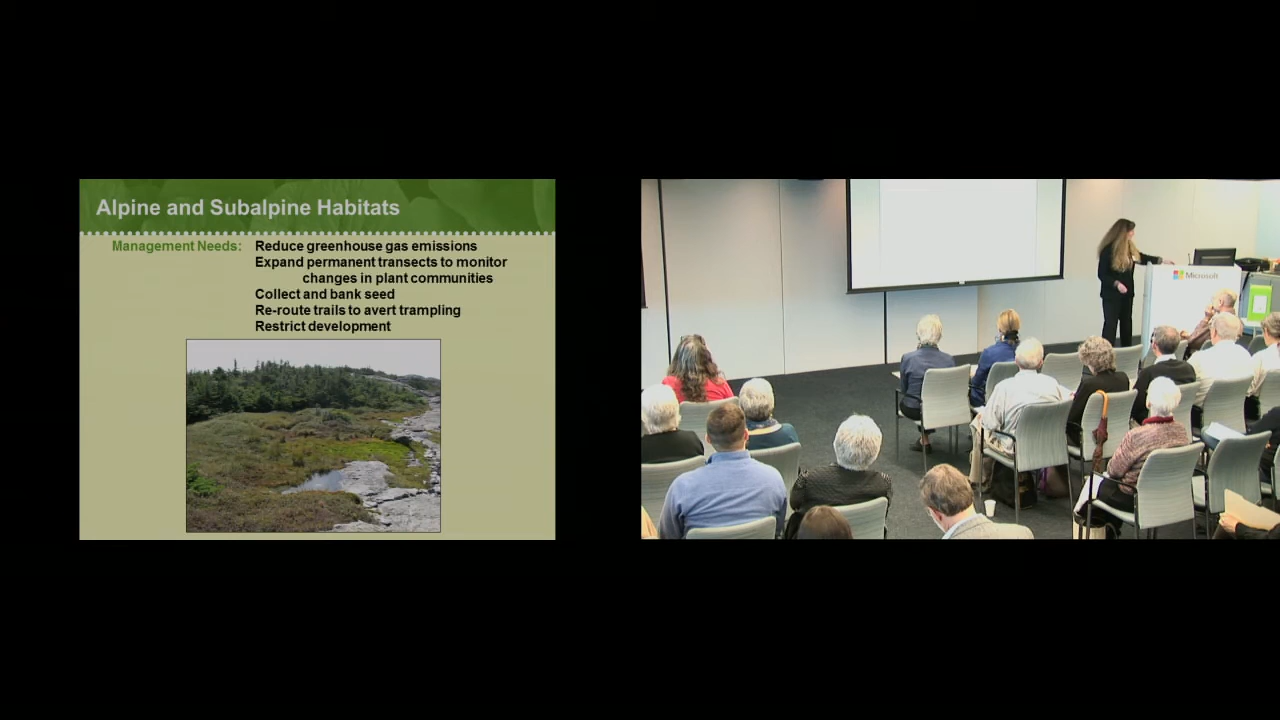 Alpine and Subalpine Habitats
Management Needs: Reduce greenhouse gas emissions
Expand permanent transects to monitor
changes in plant communities
Collect and bank seed
Re-route trails to avert trampling
Restrict development
Microsoft